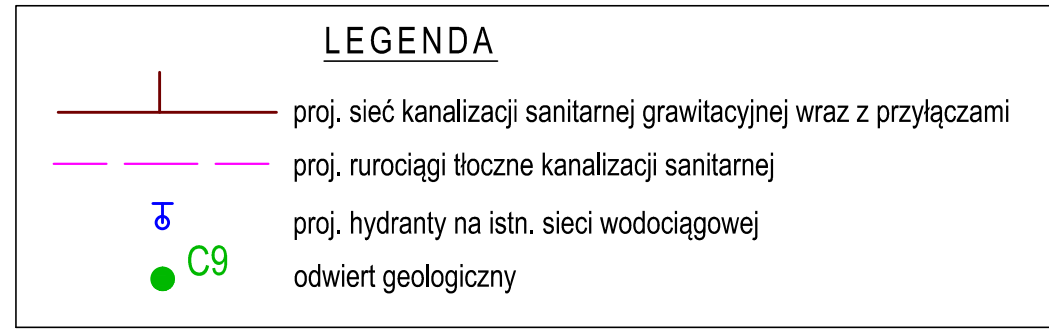 LEGENDA
proj. sieć kanalizacji sanitarnej grawitacyjnej wraz z przyłączami
proj. rurociągi tłoczne kanalizacji sanitarnej
proj. hydranty na istn. sieci wodociągowej
C9
odwiert geologiczny